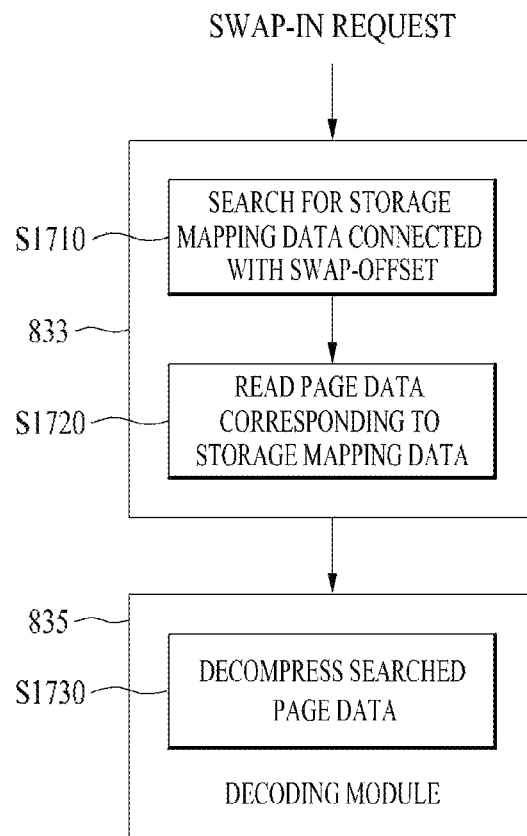 SWAP-IN REQUEST
S1710
SEARCH FOR STORAGE
MAPPING DATA CONNECTED
WITH SWAP-OFFSET
833
S1720
READ PAGE DATA
CORRESPONDING TO
STORAGE MAPPING DATA
835
S1730
DECOMPRESS SEARCHED
PAGE DATA
DECODING MODULE